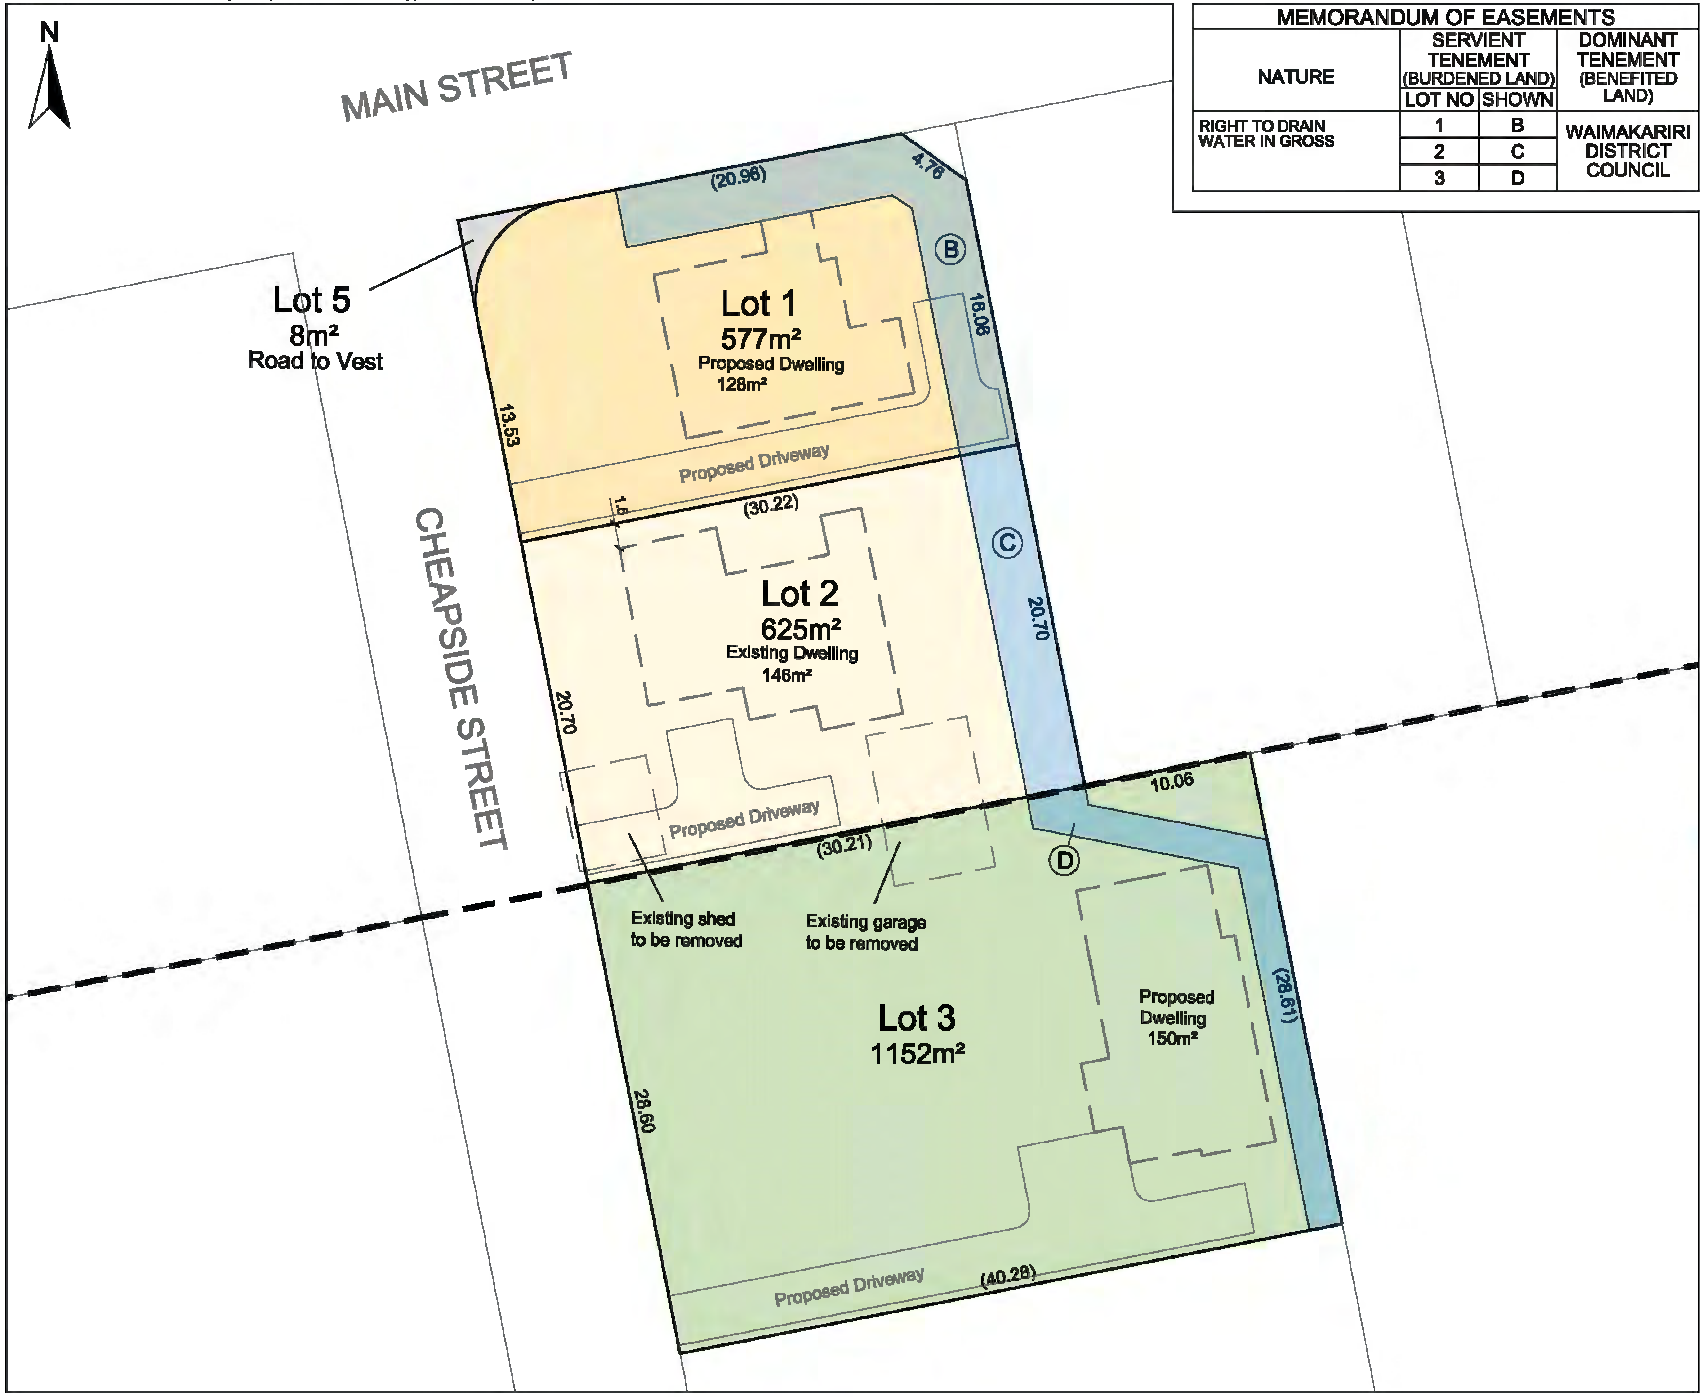 N
MAIN STREET
MEMORANDUM OF EASEMENTS
NATURE
SERVIENT
TENEMENT
(BURDENED LAND)
LOT NO SHOWN
DOMINANT
TENEMENT
(BENEFITED
LAND)
RIGHT TO DRAIN
WATER IN GROSS
1 B
2 C
3 D
WAIMAKARIRI
DISTRICT
COUNCIL
(20.96)
4.76
B
16.06
Lot 5
8m²
Road to Vest
Lot 1
577m²
Proposed Dwelling
128m²
13.53
Proposed Driveway
(30.22)
CHEAPSIDE STREET
C
Lot 2
625m²
Existing Dwelling
146m²
20.70
20.70
Proposed Driveway
(30.21)
10.06
D
Existing shed
to be removed
Existing garage
to be removed
Lot 3
1152m²
Proposed
Dwelling
150m²
(28.61)
28.60
Proposed Driveway
(40.28)